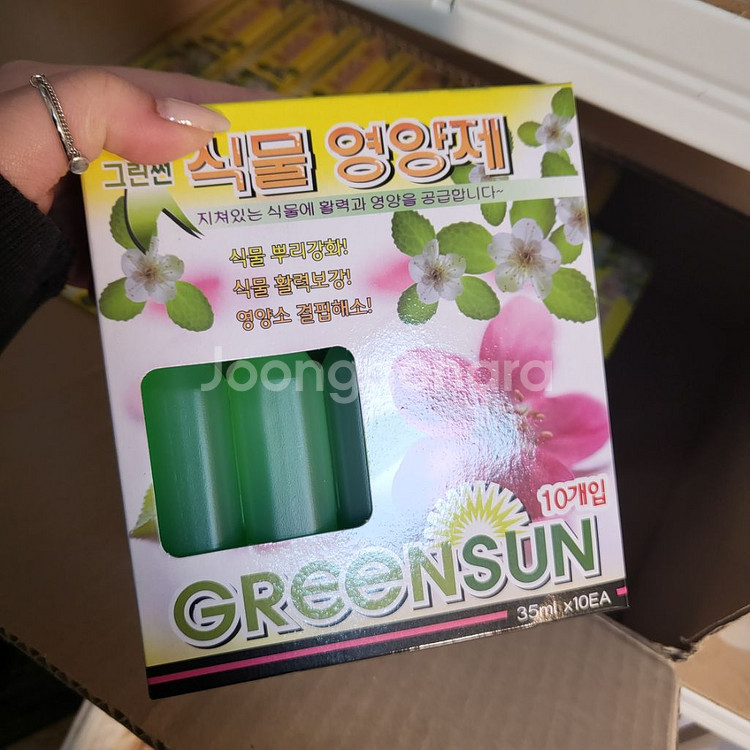 그린썬 식물 영양제
지쳐있는 식물에 활력과 영양을 공급합니다~
식물 뿌리강화!
식물 활력보강!
영양소 결핍해소!
Joonggonara
10개입
GREENSUN
35ml x10EA